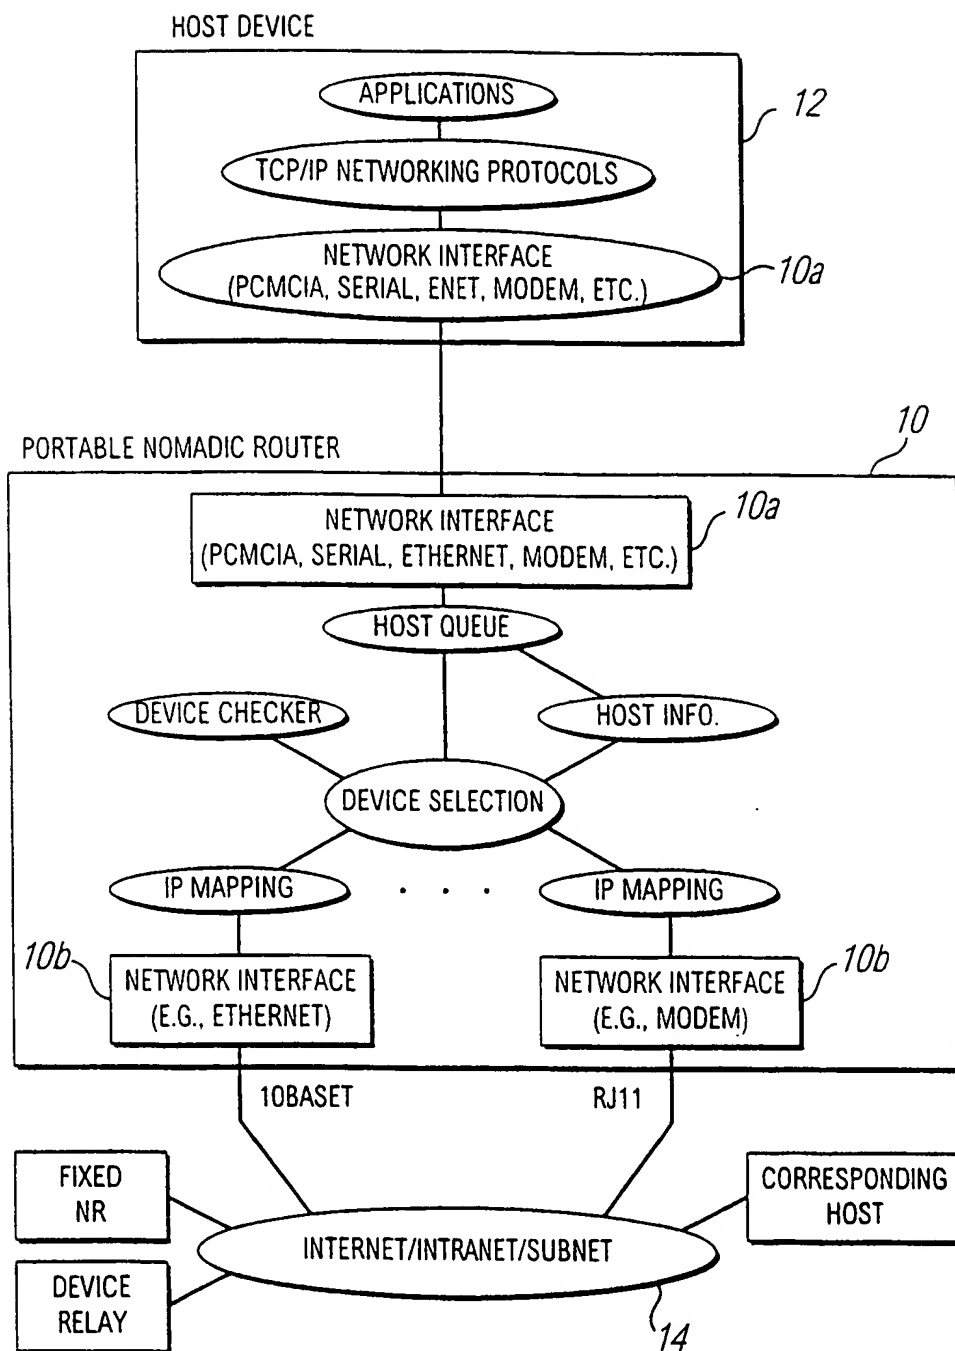 HOST DEVICE
APPLICATIONS
12
TCP/IP NETWORKING PROTOCOLS
NETWORK INTERFACE
(PCMCIA, SERIAL, ENET, MODEM, ETC.)
10a
PORTABLE NOMADIC ROUTER
10
NETWORK INTERFACE
(PCMCIA, SERIAL, ETHERNET, MODEM, ETC.)
10a
HOST QUEUE
DEVICE CHECKER
HOST INFO.
DEVICE SELECTION
IP MAPPING
. . .
IP MAPPING
10b
NETWORK INTERFACE
(E.G., ETHERNET)
NETWORK INTERFACE
(E.G., MODEM)
10b
10BASET
RJ11
FIXED
NR
CORRESPONDING
HOST
INTERNET/INTRANET/SUBNET
DEVICE
RELAY
14